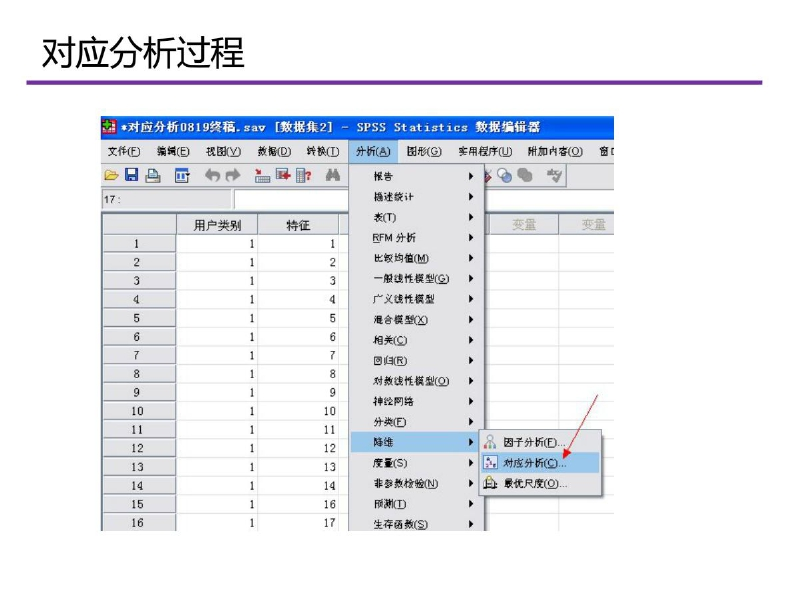 对应分析过程
*对应分析0819终稿.sav [数据集2] - SPSS Statistics 数据编辑器
文件(F) 编辑(E) 视图(V) 数据(D) 转换(T) 分析(A) 图形(G) 实用程序(U) 附加内容(O) 窗
17 :
用户类别 特征 变量 变量
1 1 1
2 1 2
3 1 3
4 1 4
5 1 5
6 1 6
7 1 7
8 1 8
9 1 9
10 1 10
11 1 11
12 1 12
13 1 13
14 1 14
15 1 16
16 1 17
报告
描述统计
表(T)
RFM 分析
比较均值(M)
一般线性模型(G)
广义线性模型
混合模型(X)
相关(C)
回归(R)
对数线性模型(O)
神经网络
分类(F)
降维
度量(S)
非参数检验(N)
预测(T)
生存函数(S)
因子分析(F)...
对应分析(C)...
最优尺度(O)...